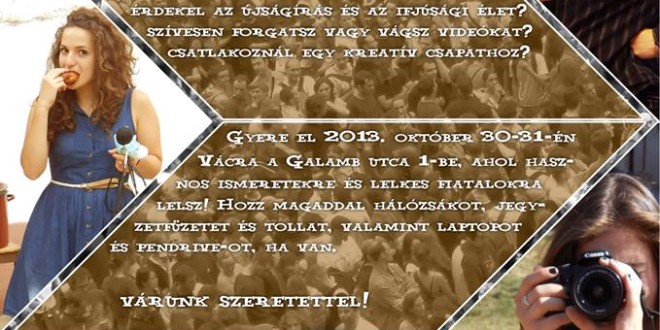 ÉRDEKEL AZ ÚJSÁGÍRÁS ÉS AZ IFJÚSÁGI ÉLET?
SZÍVESEN FORGATSZ VAGY VÁGSZ VIDEÓKAT?
CSATLAKOZNÁL EGY KREATÍV CSAPATHOZ?
GYERE EL 2013. OKTÓBER 30-31-ÉN
VÁCRA A GALAMB UTCA 1-BE, AHOL HASZ-
NOS ISMERETEKRE ÉS LELKES FIATALOKRA
LELSZ! HOZZ MAGADDAL HÁLÓZSÁKOT, JEGY-
ZETFÜZETET ÉS TOLLAT, VALAMINT LAPTOPOT
ÉS PENDRIVE-OT, HA VAN.
VÁRUNK SZERETETTEL!
Canon